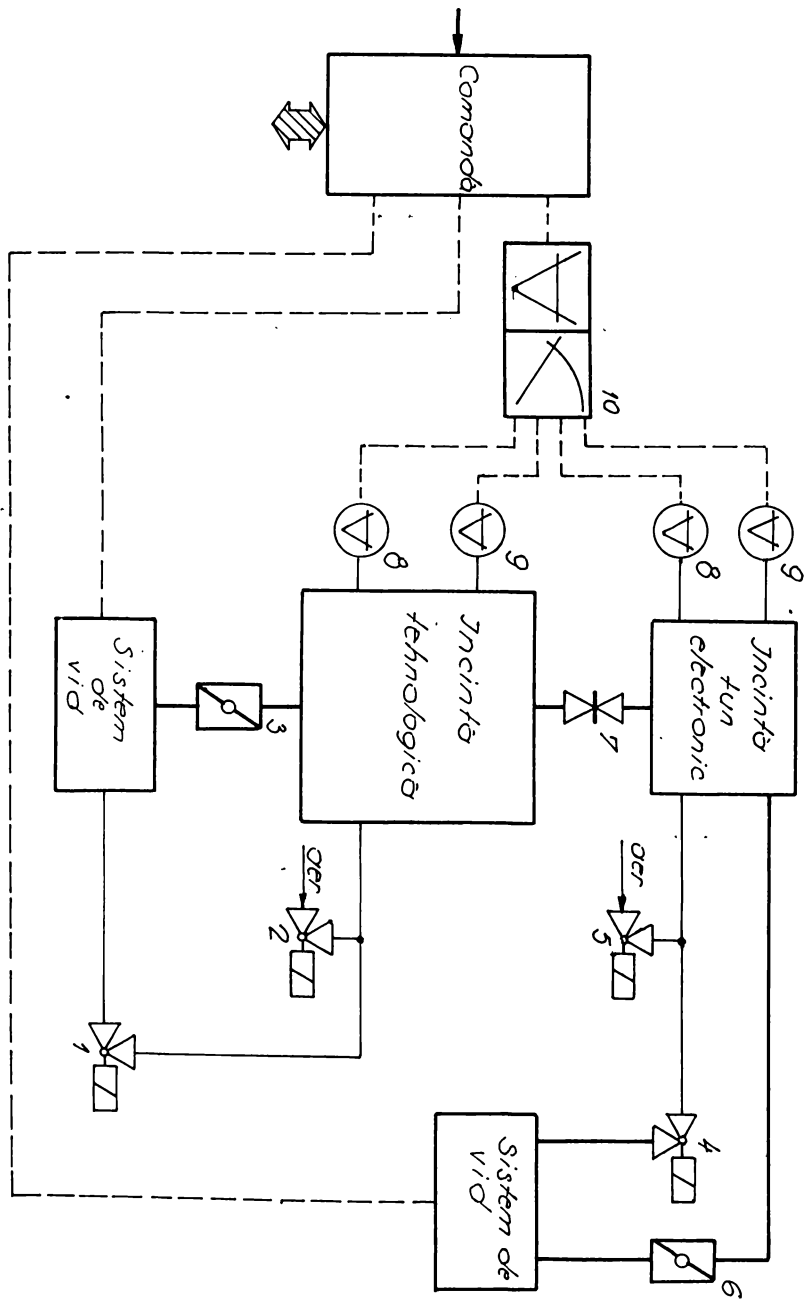 Comandă
10
8
9
8
9
Incintă
tun
electronic
Incintă
tehnologică
7
Sistem
de
vid
3
aer
2
aer
5
1
4
Sistem de
vid
6